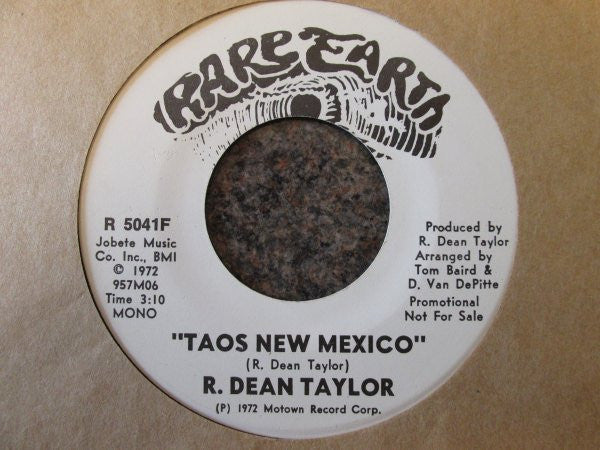 RARE EARTH
R 5041F
Jobete Music
Co. Inc., BMI
© 1972
957M06
Time 3:10
MONO
Produced by
R. Dean Taylor
Arranged by
Tom Baird &
D. Van DePitte
Promotional
Not For Sale
"TAOS NEW MEXICO"
(R. Dean Taylor)
R. DEAN TAYLOR
(P) 1972 Motown Record Corp.